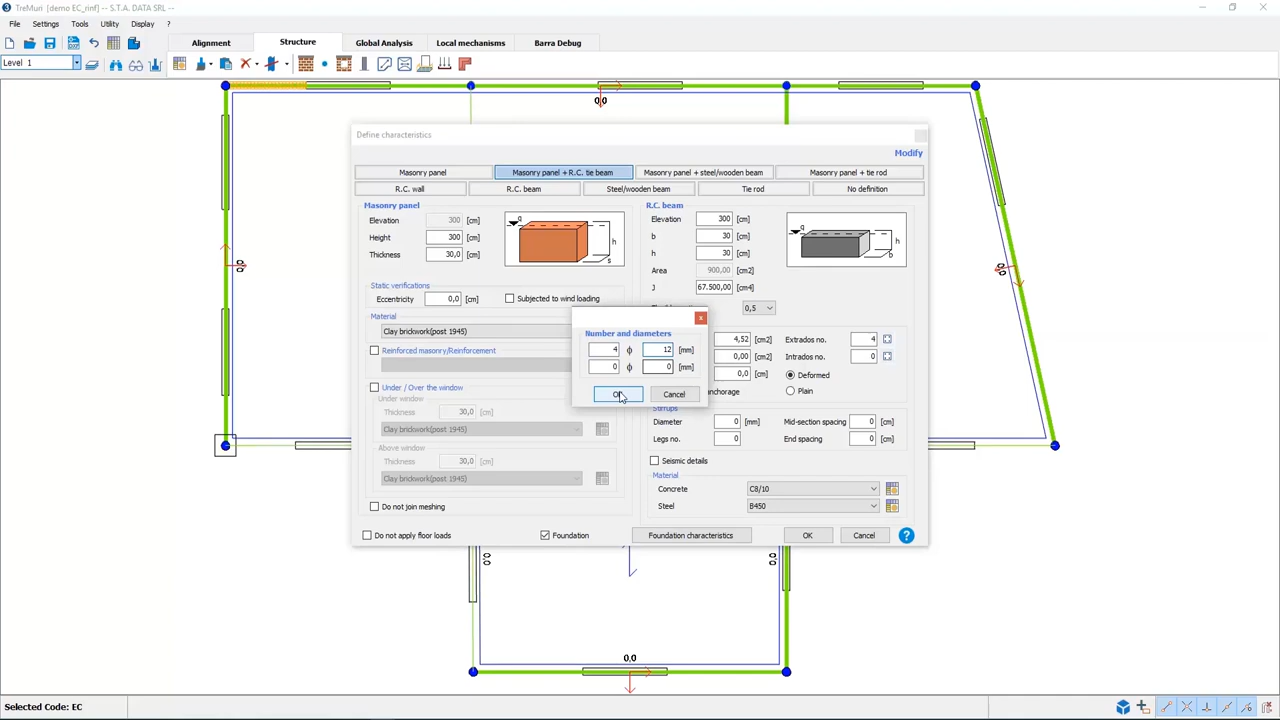 TreMuri [demo EC_rinf] — S.T.A. DATA SRL --
File Settings Tools Utility Display ?
Alignment Structure Global Analysis Local mechanisms Barra Debug
Level 1
0,0
Define characteristics
Modify
Masonry panel Masonry panel + R.C. tie beam Masonry panel + steel/wooden beam Masonry panel + tie rod
R.C. wall R.C. beam Steel/wooden beam Tie rod No definition
Masonry panel R.C. beam
Elevation 300 [cm] q h s Elevation 300 [cm] q h b
Height 300 [cm] b 30 [cm]
Thickness 30,0 [cm] h 30 [cm]
Area 900,00 [cm2]
Static verifications J 67.500,00 [cm4]
Eccentricity 0,0 [cm] Subjected to wind loading 0,5
Material
Clay brickwork(post 1945)
Number and diameters
4 ϕ 12 [mm]
0 ϕ 0 [mm]
OK Cancel
4,52 [cm2] Extrados no. 4
Reinforced masonry/Reinforcement 0,00 [cm2] Intrados no. 0
0,0 [cm] Deformed
Under / Over the window nchorage Plain
Under window
Thickness 30,0 [cm] Stirrups
Clay brickwork(post 1945) Diameter 0 [mm] Mid-section spacing 0 [cm]
Above window Legs no. 0 End spacing 0 [cm]
Thickness 30,0 [cm] Seismic details
Clay brickwork(post 1945) Material
Concrete C8/10
Do not join meshing Steel B450
Do not apply floor loads Foundation Foundation characteristics OK Cancel ?
0,0
0,0
0,0
0,0
0,0
Selected Code: EC